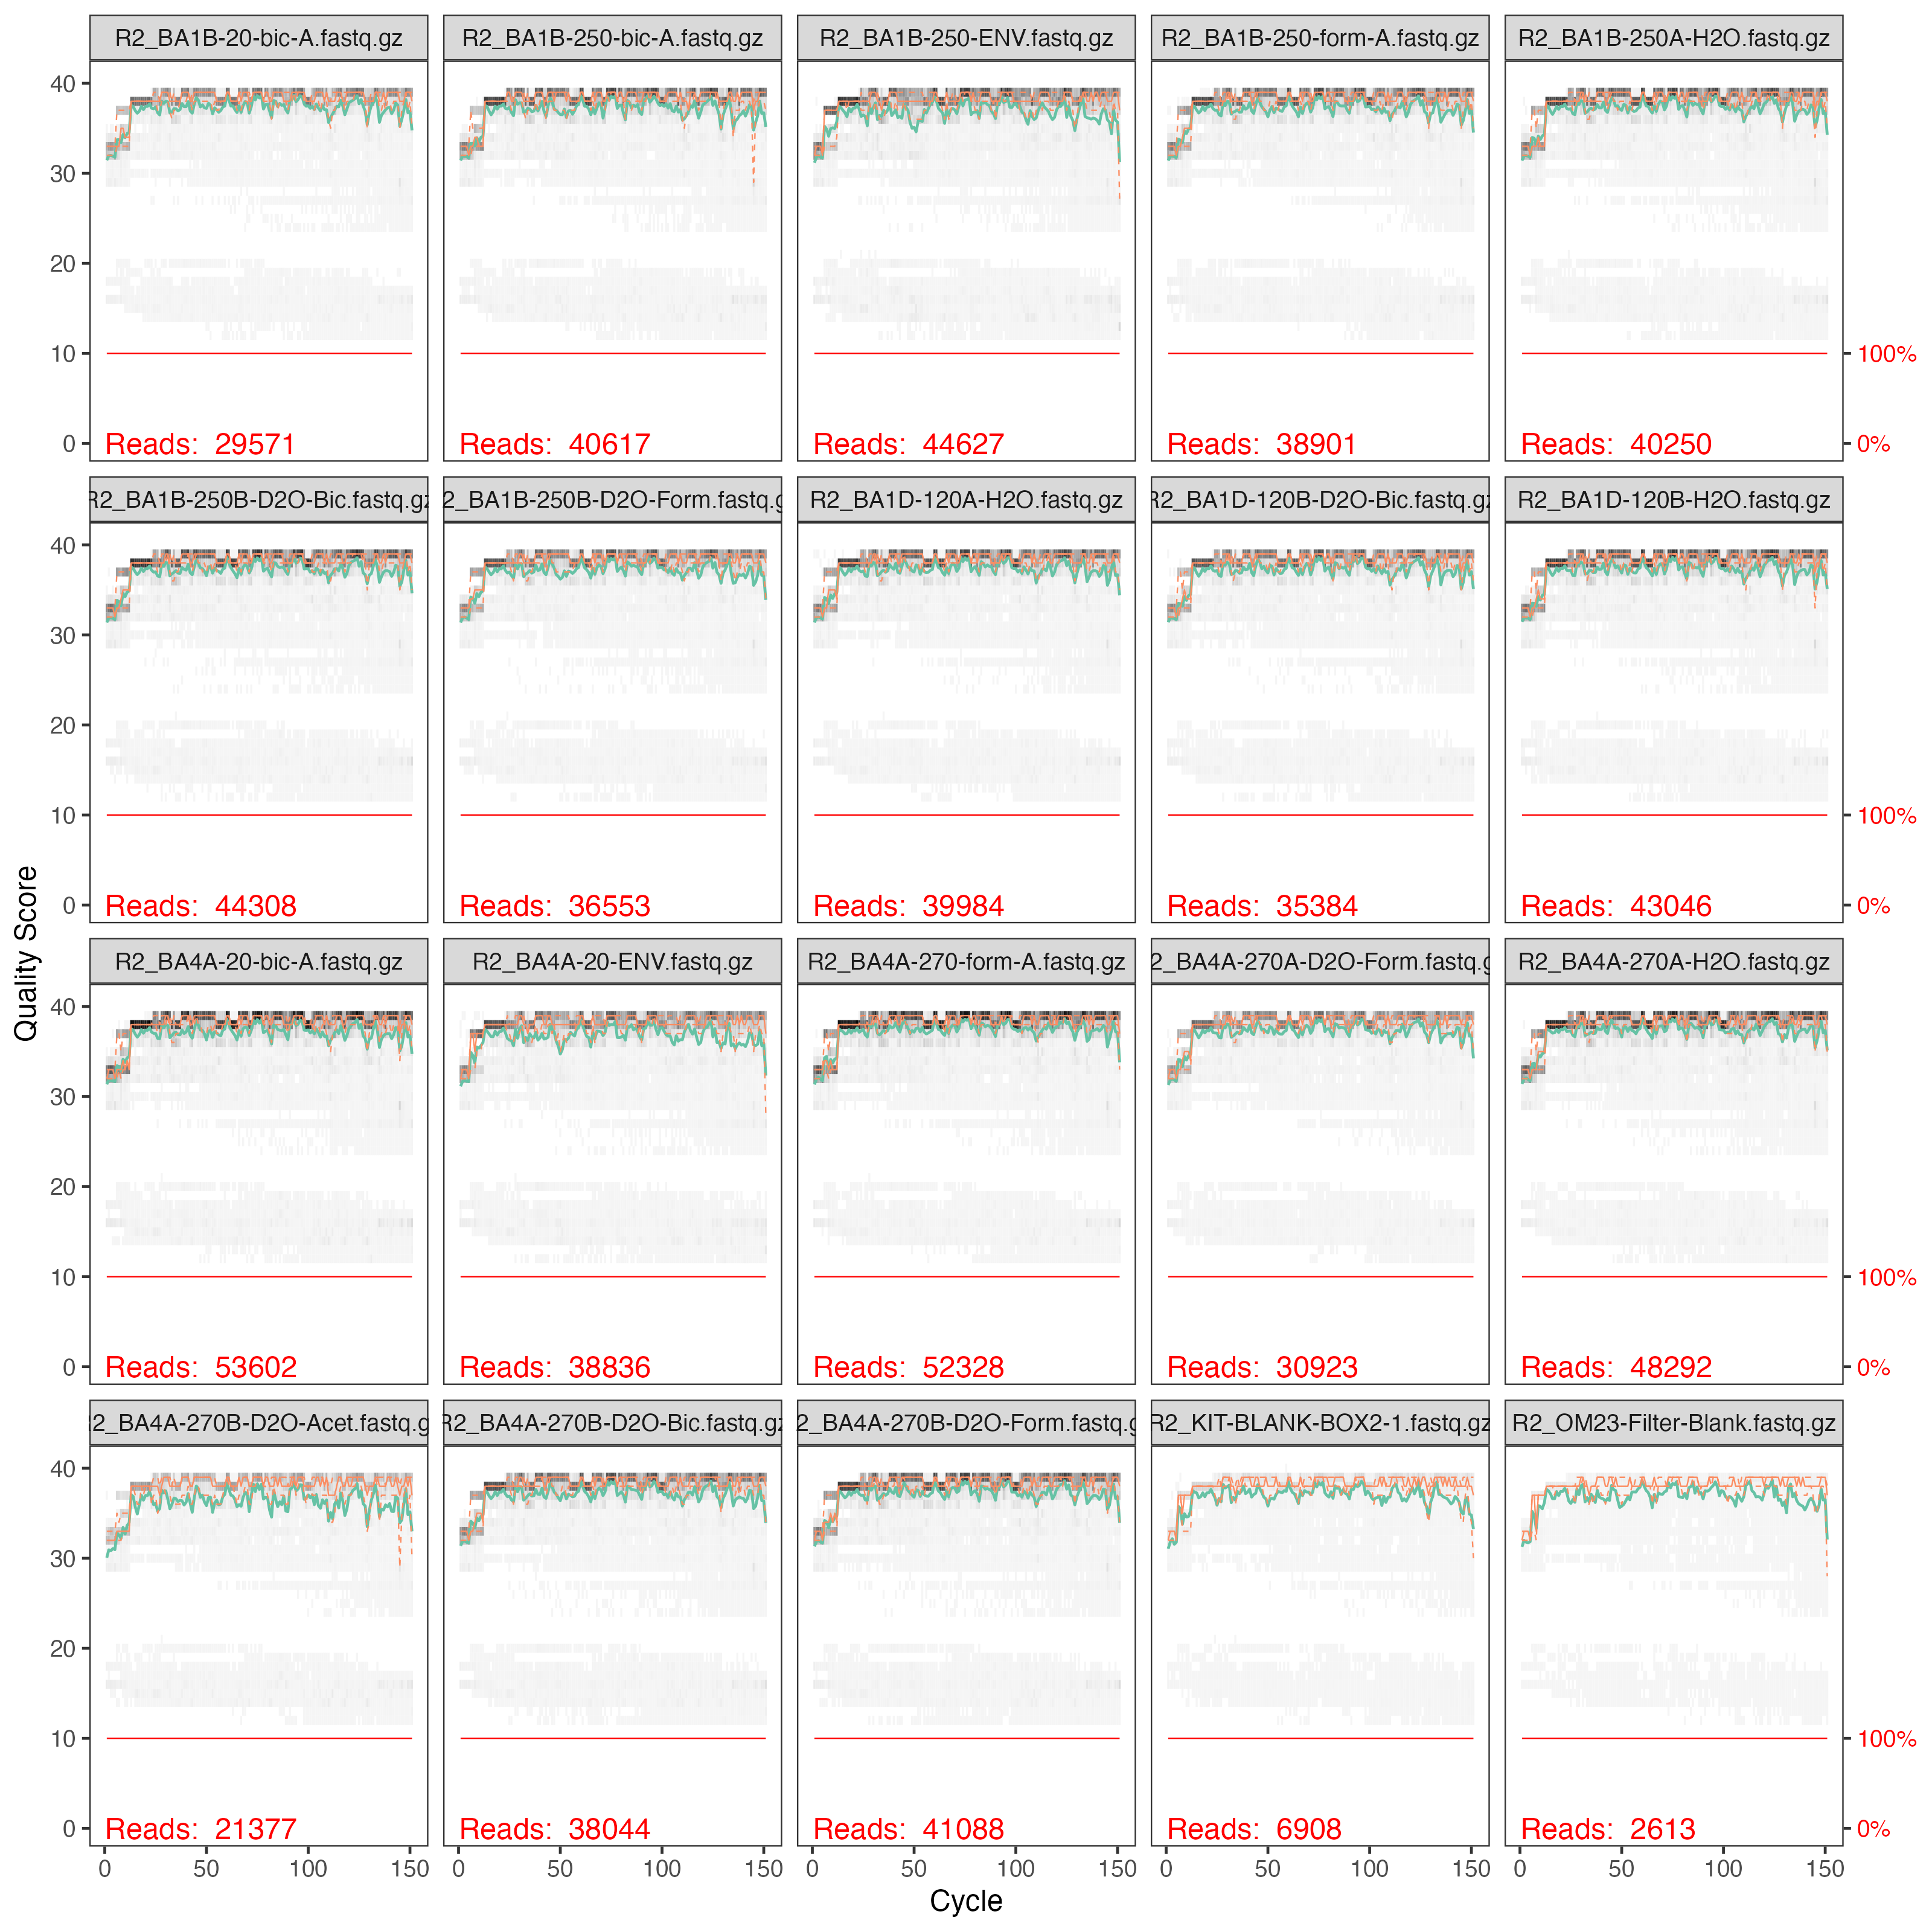 R2_BA1B-20-bic-A.fastq.gz R2_BA1B-250-bic-A.fastq.gz R2_BA1B-250-ENV.fastq.gz R2_BA1B-250-form-A.fastq.gz R2_BA1B-250A-H2O.fastq.gz
40
30
20
10 100%
0 Reads: 29571 Reads: 40617 Reads: 44627 Reads: 38901 Reads: 40250 0%
R2_BA1B-250B-D2O-Bic.fastq.gz 2_BA1B-250B-D2O-Form.fastq.g R2_BA1D-120A-H2O.fastq.gz R2_BA1D-120B-D2O-Bic.fastq.gz R2_BA1D-120B-H2O.fastq.gz
40
30
20
10 100%
0 Reads: 44308 Reads: 36553 Reads: 39984 Reads: 35384 Reads: 43046 0%
Quality Score
R2_BA4A-20-bic-A.fastq.gz R2_BA4A-20-ENV.fastq.gz R2_BA4A-270-form-A.fastq.gz 2_BA4A-270A-D2O-Form.fastq.g R2_BA4A-270A-H2O.fastq.gz
40
30
20
10 100%
0 Reads: 53602 Reads: 38836 Reads: 52328 Reads: 30923 Reads: 48292 0%
2_BA4A-270B-D2O-Acet.fastq.g R2_BA4A-270B-D2O-Bic.fastq.gz 2_BA4A-270B-D2O-Form.fastq.g R2_KIT-BLANK-BOX2-1.fastq.gz R2_OM23-Filter-Blank.fastq.gz
40
30
20
10 100%
0 Reads: 21377 Reads: 38044 Reads: 41088 Reads: 6908 Reads: 2613 0%
0 50 100 150 0 50 100 150 0 50 100 150 0 50 100 150 0 50 100 150
Cycle